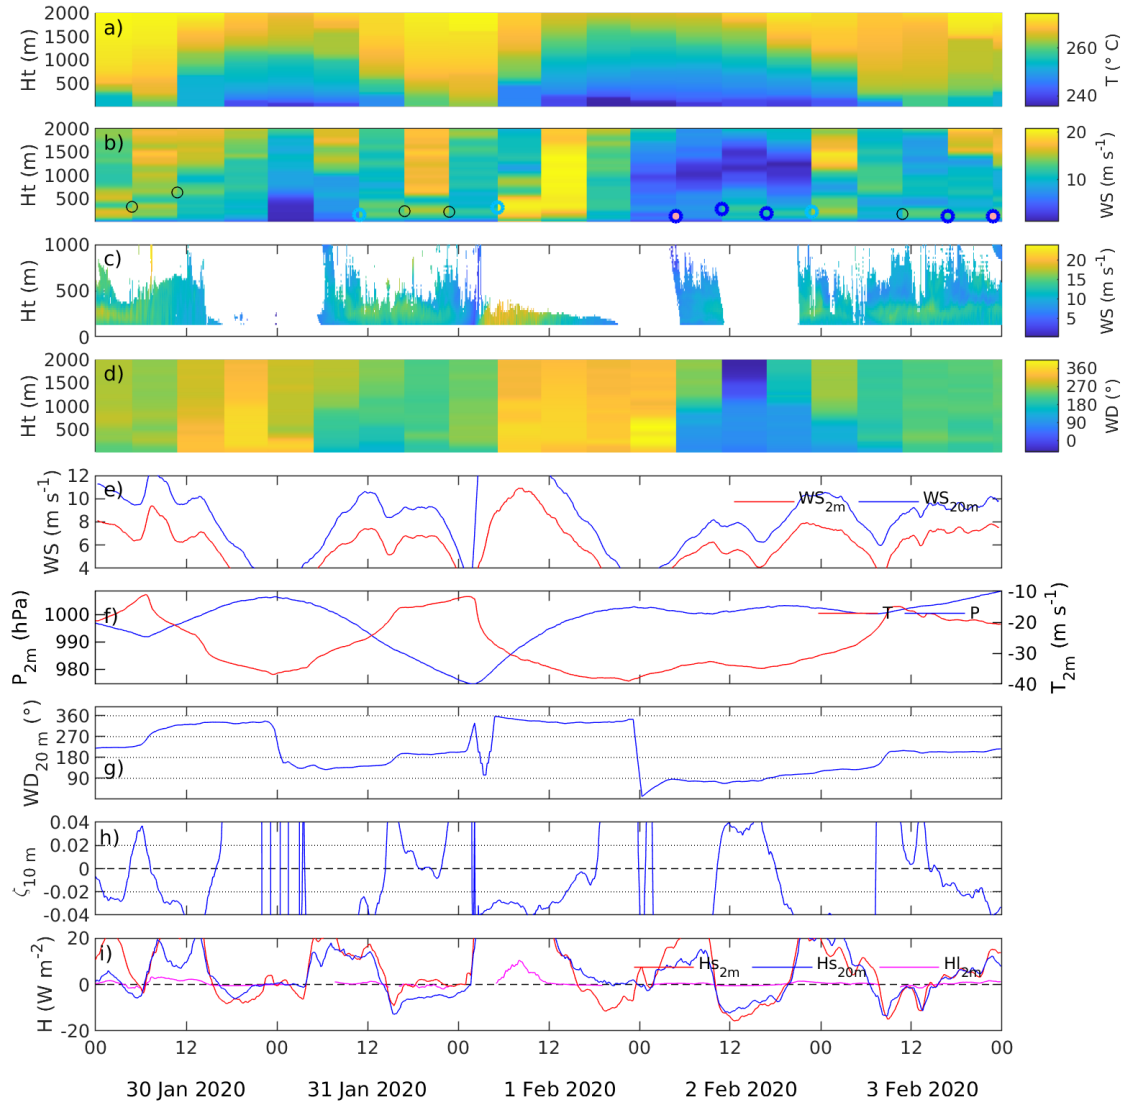 2000
1500
1000
500
Ht (m)
a)
260
240
T (° C)
2000
1500
1000
500
Ht (m)
b)
20
10
WS (m s-1)
1000
500
0
Ht (m)
c)
20
15
10
5
WS (m s-1)
2000
1500
1000
500
Ht (m)
d)
360
270
180
90
0
WD (°)
12
10
8
6
4
WS (m s-1)
e)
WS2m
WS20m
1000
990
980
P2m (hPa)
f)
T
P
-10
-20
-30
-40
T2m (m s-1)
360
270
180
90
WD20 m (°)
g)
0.04
0.02
0
-0.02
-0.04
ζ10 m
h)
20
0
-20
H (W m-2)
i)
Hs2m
Hs20m
Hl2m
00 12 00 12 00 12 00 12 00 12 00
30 Jan 2020 31 Jan 2020 1 Feb 2020 2 Feb 2020 3 Feb 2020